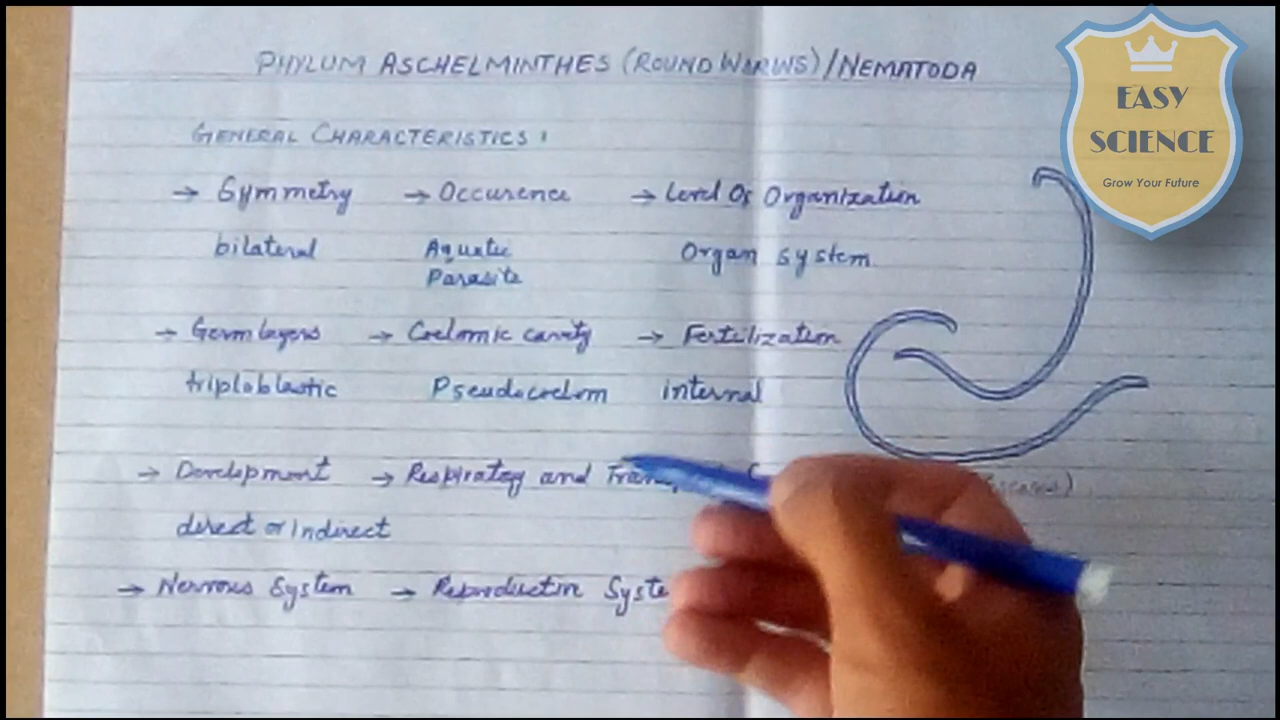 PHYLUM ASCHELMINTHES (ROUND WARWS)/NEMATODA
EASY
SCIENCE
Grow Your Future
GENERAL CHARACTERISTICS:
→ Symmetry → Occurence → Level Of Organization
bilateral Aquatic Organ system
Parasite
→ Germ layers → Coelomic cavity → Fertilization
triploblastic Pseudocoelom internal
→ Development → Respiratory and
direct or Indirect
→ Nervous System → Reproduction Syste